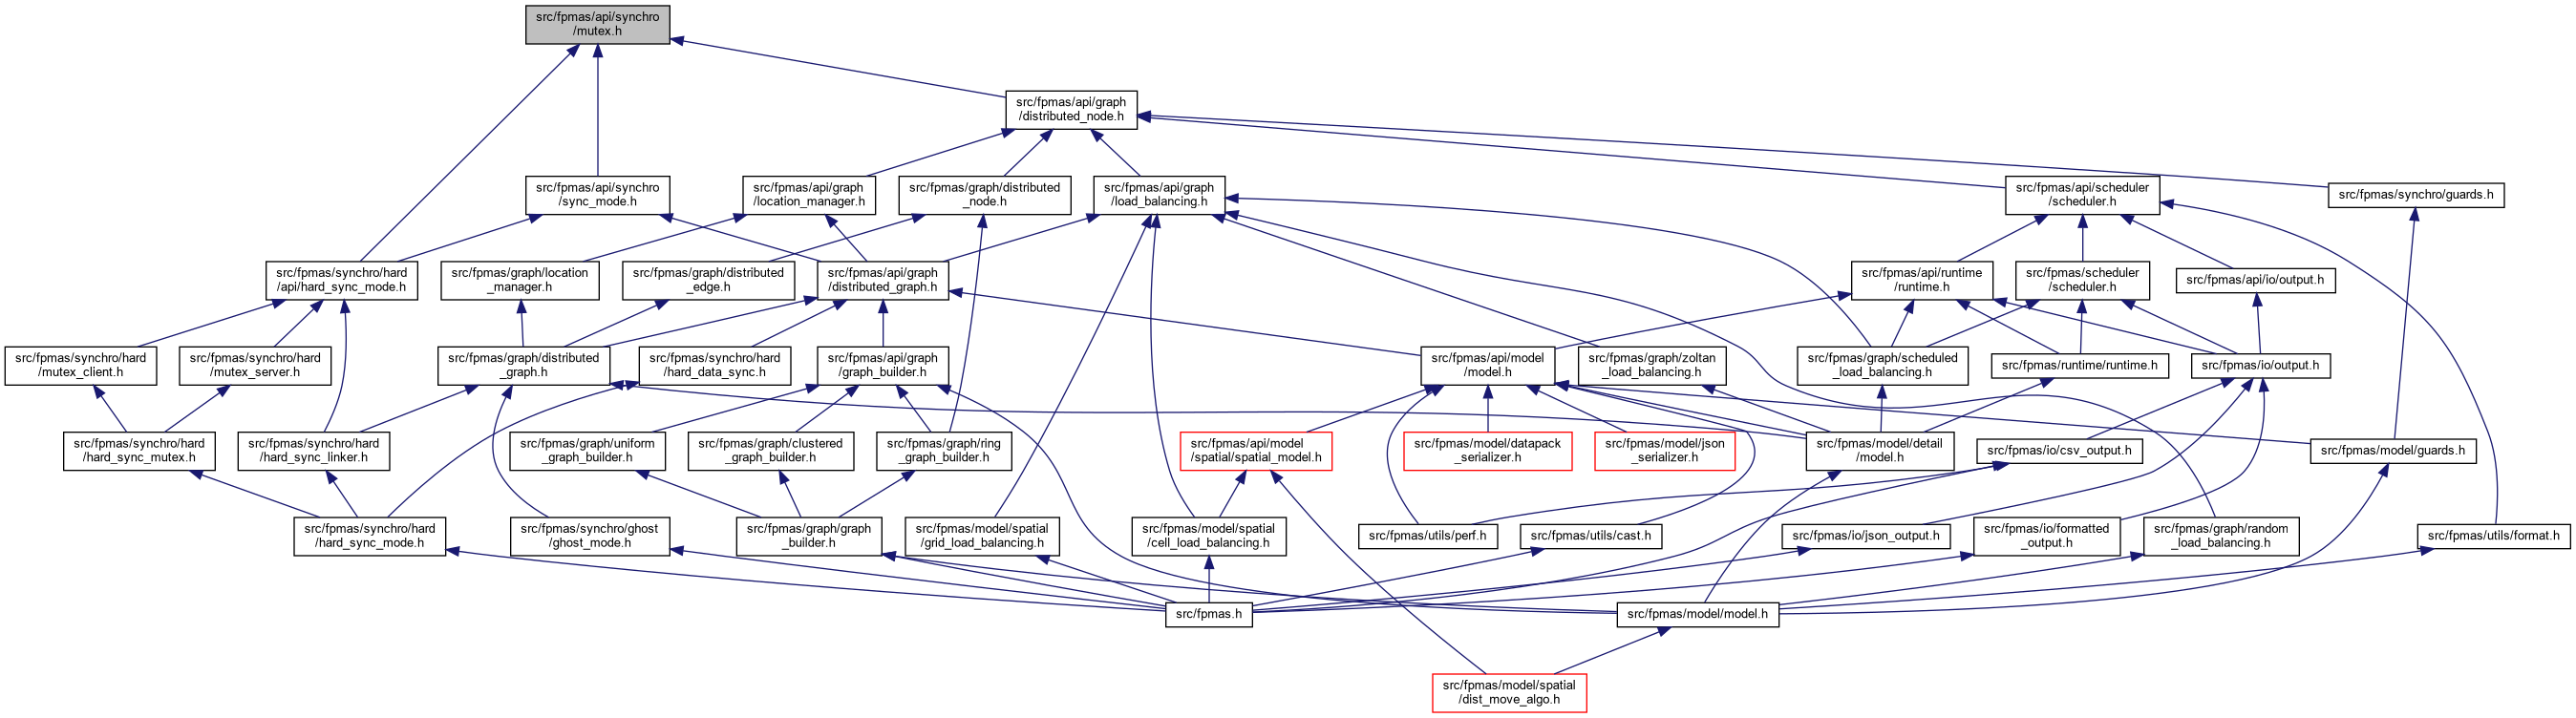 src/fpmas/api/synchro
/mutex.h
src/fpmas/api/graph
/distributed_node.h
src/fpmas/api/synchro
/sync_mode.h
src/fpmas/api/graph
/location_manager.h
src/fpmas/graph/distributed
_node.h
src/fpmas/api/graph
/load_balancing.h
src/fpmas/api/scheduler
/scheduler.h
src/fpmas/synchro/guards.h
src/fpmas/synchro/hard
/api/hard_sync_mode.h
src/fpmas/graph/location
_manager.h
src/fpmas/graph/distributed
_edge.h
src/fpmas/api/graph
/distributed_graph.h
src/fpmas/api/runtime
/runtime.h
src/fpmas/scheduler
/scheduler.h
src/fpmas/api/io/output.h
src/fpmas/synchro/hard
/mutex_client.h
src/fpmas/synchro/hard
/mutex_server.h
src/fpmas/graph/distributed
_graph.h
src/fpmas/synchro/hard
/hard_data_sync.h
src/fpmas/api/graph
/graph_builder.h
src/fpmas/api/model
/model.h
src/fpmas/graph/zoltan
_load_balancing.h
src/fpmas/graph/scheduled
_load_balancing.h
src/fpmas/runtime/runtime.h
src/fpmas/io/output.h
src/fpmas/synchro/hard
/hard_sync_mutex.h
src/fpmas/synchro/hard
/hard_sync_linker.h
src/fpmas/graph/uniform
_graph_builder.h
src/fpmas/graph/clustered
_graph_builder.h
src/fpmas/graph/ring
_graph_builder.h
src/fpmas/api/model
/spatial/spatial_model.h
src/fpmas/model/datapack
_serializer.h
src/fpmas/model/json
_serializer.h
src/fpmas/model/detail
/model.h
src/fpmas/io/csv_output.h
src/fpmas/model/guards.h
src/fpmas/synchro/hard
/hard_sync_mode.h
src/fpmas/synchro/ghost
/ghost_mode.h
src/fpmas/graph/graph
_builder.h
src/fpmas/model/spatial
/grid_load_balancing.h
src/fpmas/model/spatial
/cell_load_balancing.h
src/fpmas/utils/perf.h
src/fpmas/utils/cast.h
src/fpmas/io/json_output.h
src/fpmas/io/formatted
_output.h
src/fpmas/graph/random
_load_balancing.h
src/fpmas/utils/format.h
src/fpmas.h
src/fpmas/model/model.h
src/fpmas/model/spatial
/dist_move_algo.h